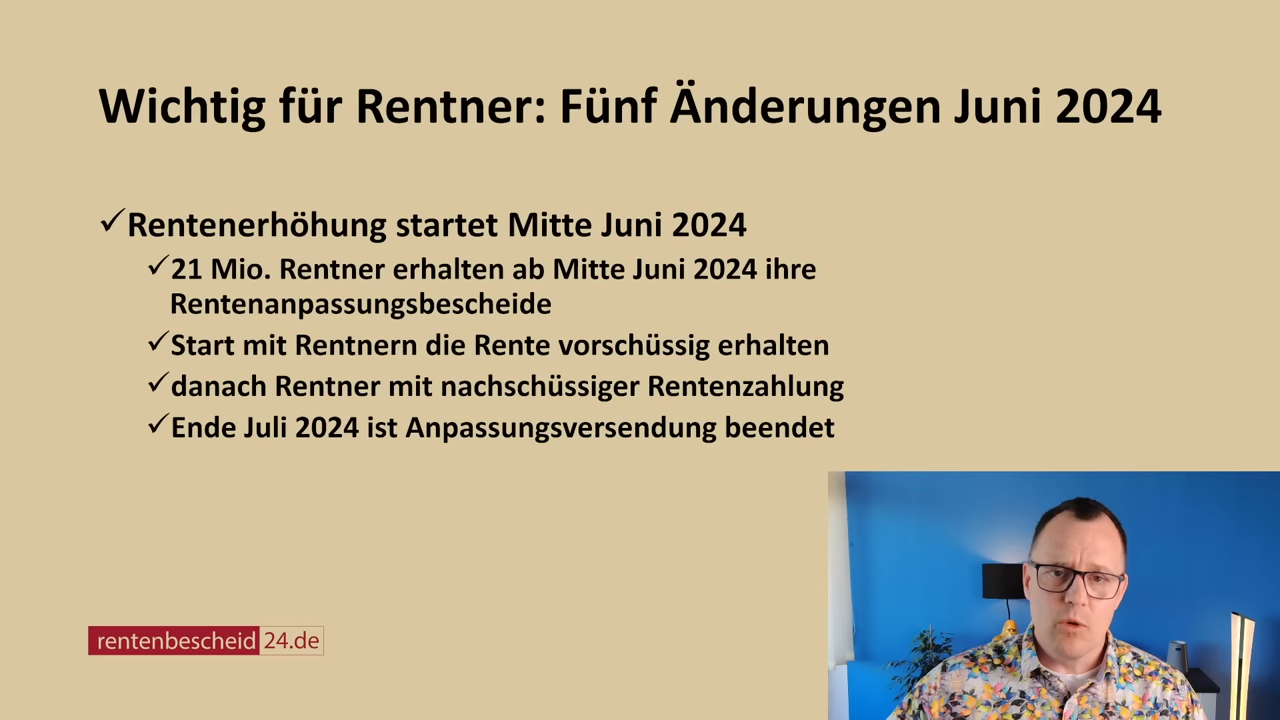 Wichtig für Rentner: Fünf Änderungen Juni 2024
✓Rentenerhöhung startet Mitte Juni 2024
✓21 Mio. Rentner erhalten ab Mitte Juni 2024 ihre
Rentenanpassungsbescheide
✓Start mit Rentnern die Rente vorschüssig erhalten
✓danach Rentner mit nachschüssiger Rentenzahlung
✓Ende Juli 2024 ist Anpassungsversendung beendet
rentenbescheid24.de